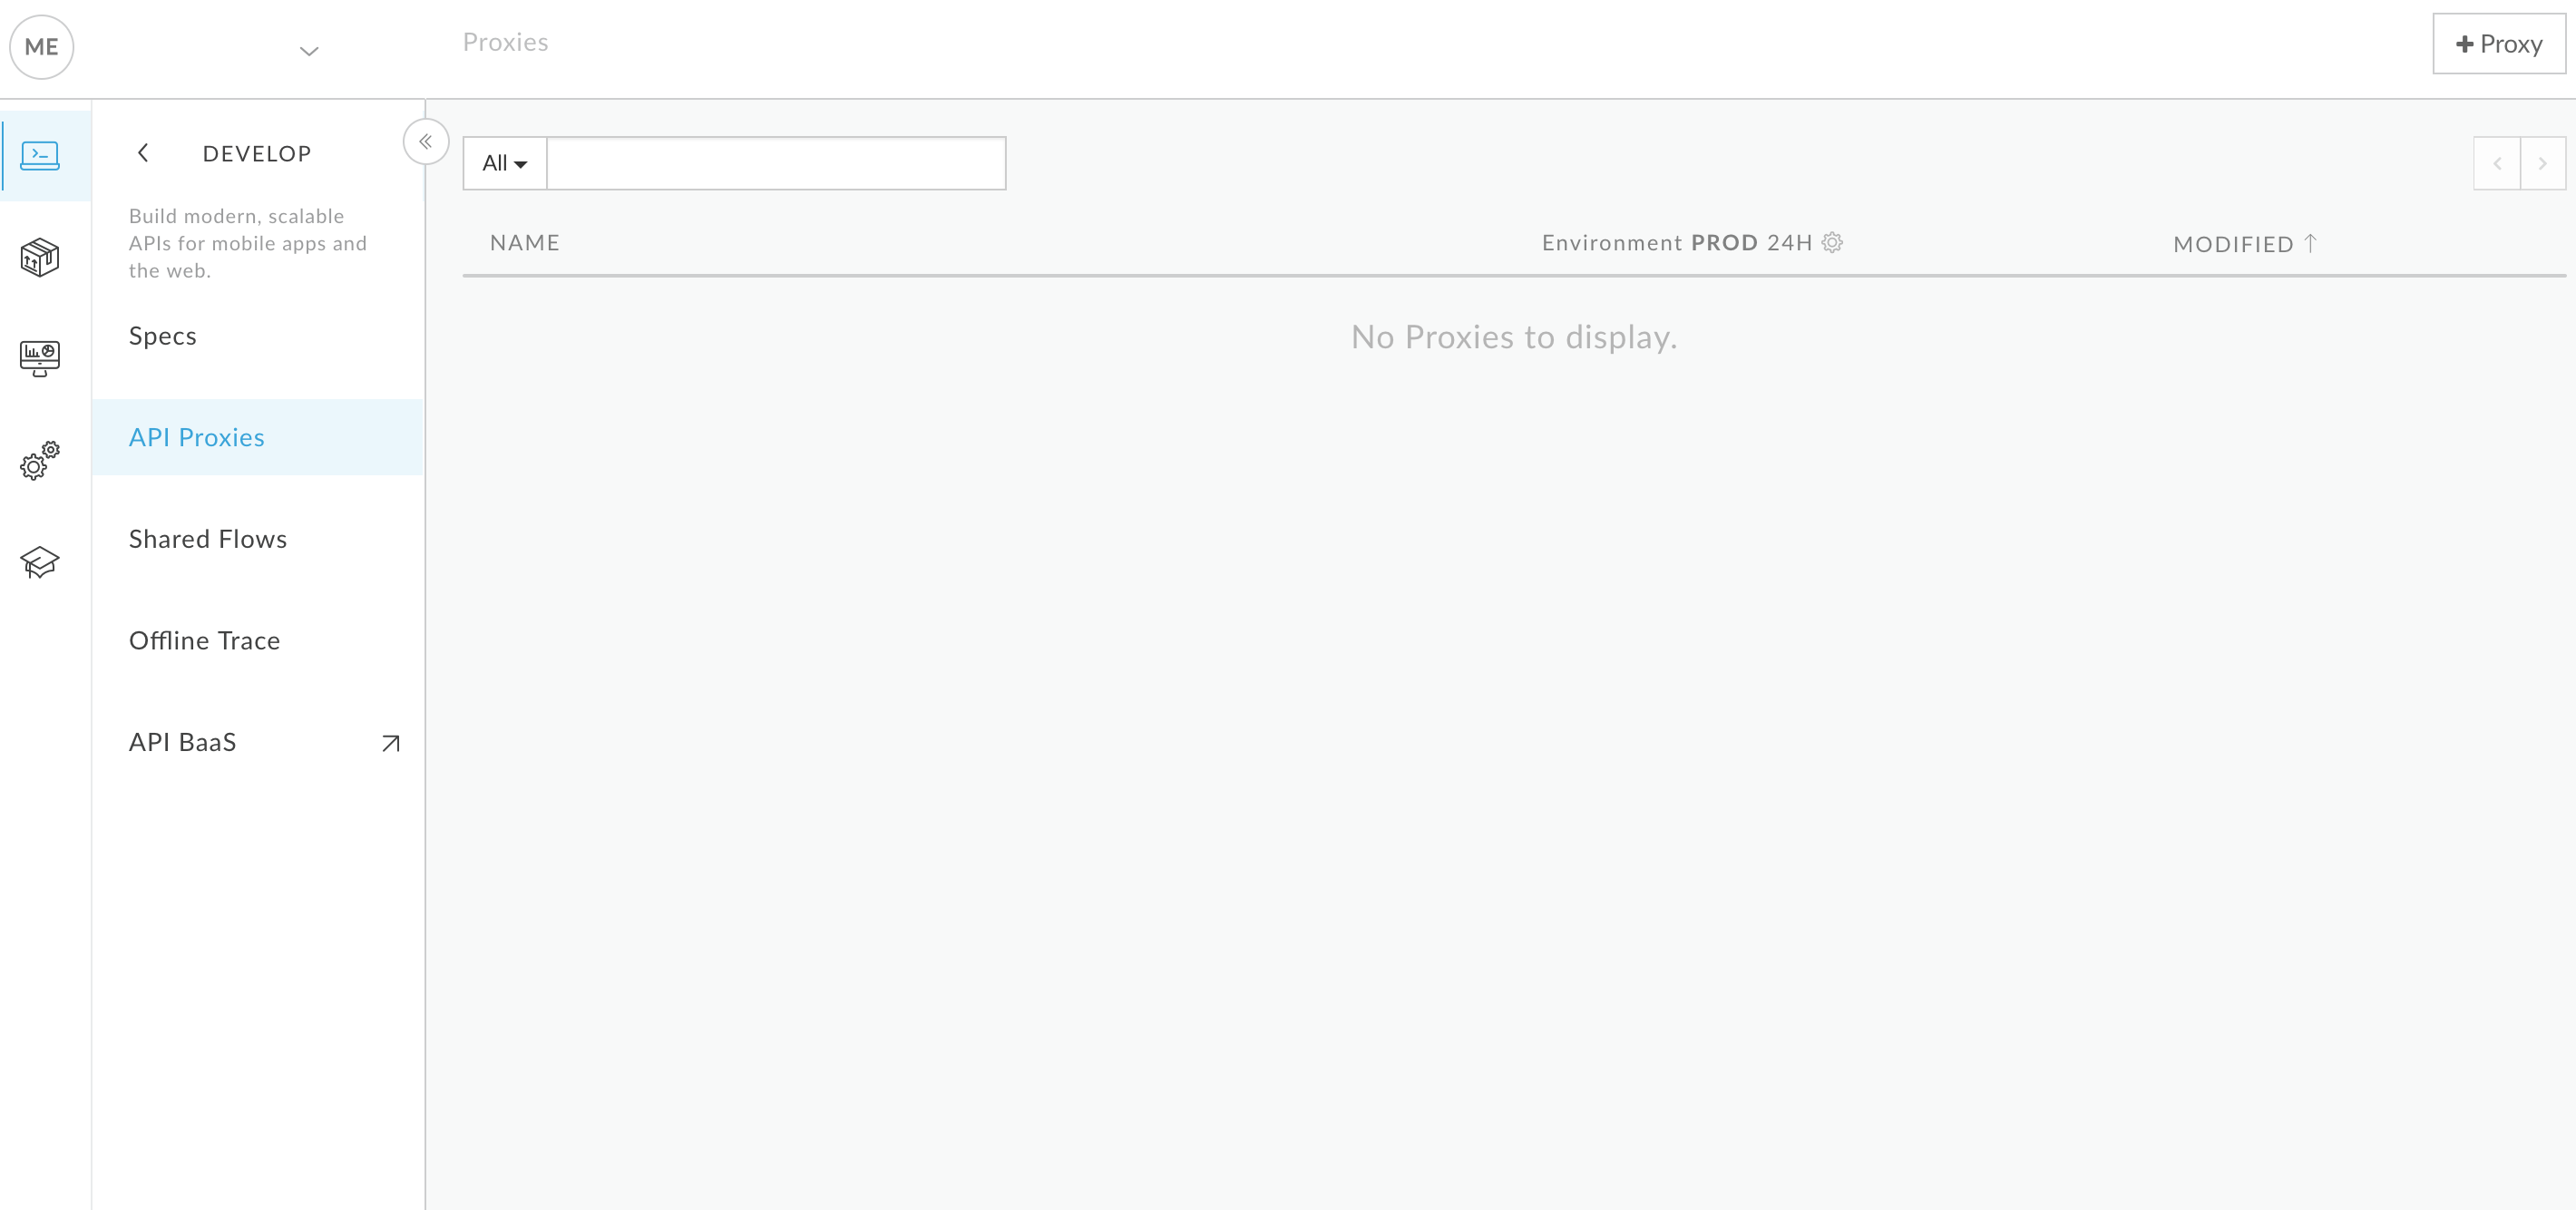 ME
Proxies
+ Proxy
DEVELOP
Build modern, scalable
APIs for mobile apps and
the web.
Specs
API Proxies
Shared Flows
Offline Trace
API BaaS
All
NAME
Environment PROD 24H
MODIFIED ↑
No Proxies to display.